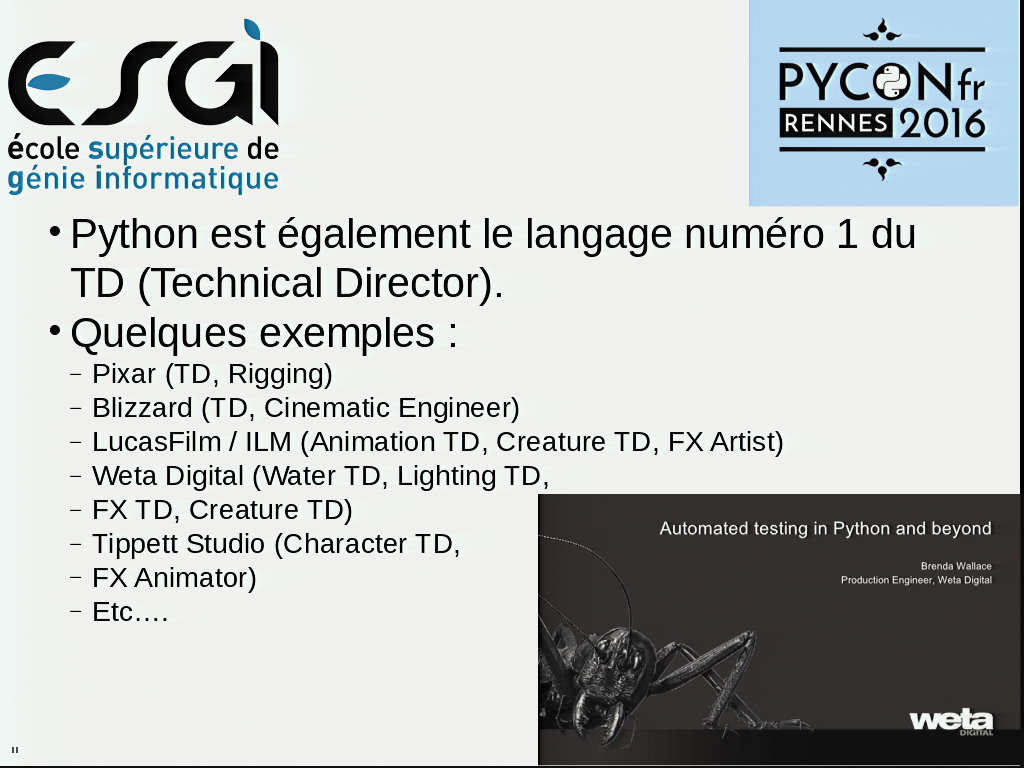 ESGi
école supérieure de
génie informatique
PYCONfr
RENNES 2016
• Python est également le langage numéro 1 du
TD (Technical Director).
• Quelques exemples :
– Pixar (TD, Rigging)
– Blizzard (TD, Cinematic Engineer)
– LucasFilm / ILM (Animation TD, Creature TD, FX Artist)
– Weta Digital (Water TD, Lighting TD,
– FX TD, Creature TD)
– Tippett Studio (Character TD,
– FX Animator)
– Etc….
Automated testing in Python and beyond
Brenda Wallace
Production Engineer, Weta Digital
weta
DIGITAL